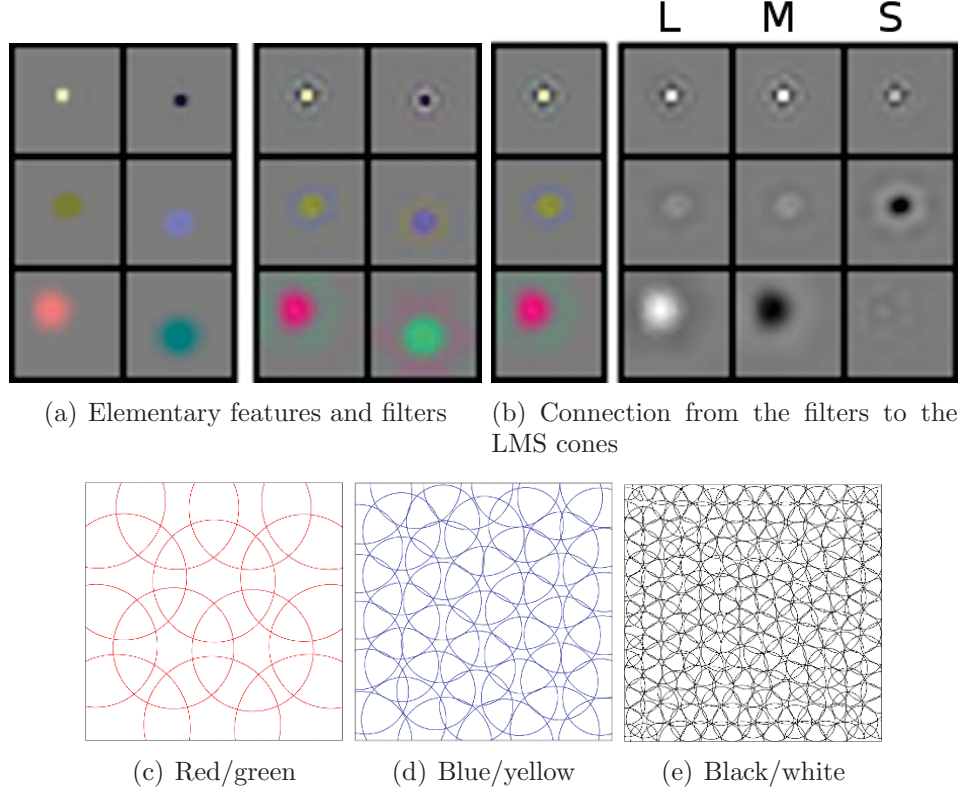 L M S
(a) Elementary features and filters
(b) Connection from the filters to the
LMS cones
(c) Red/green
(d) Blue/yellow
(e) Black/white